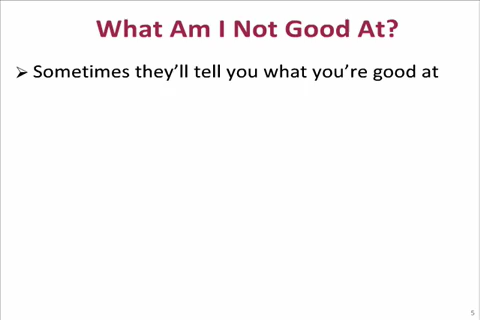 What Am I Not Good At?
➢ Sometimes they’ll tell you what you’re good at
5